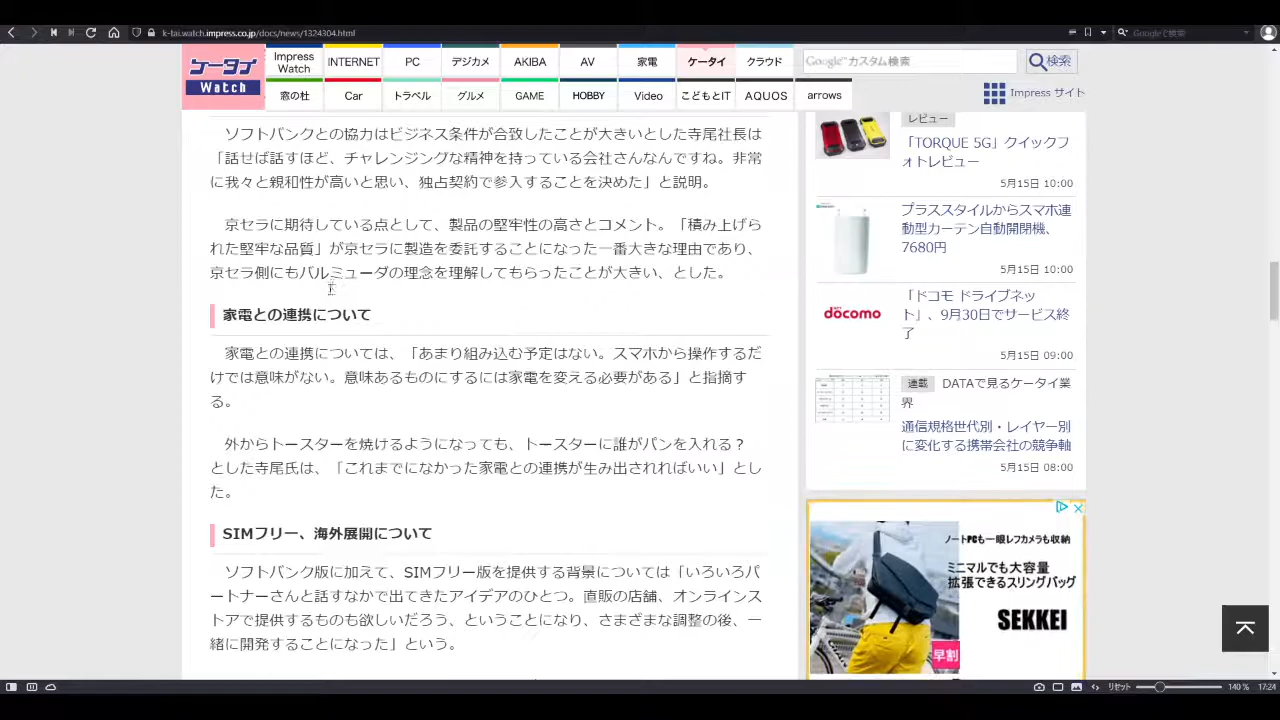 k-tai.watch.impress.co.jp/docs/news/1324304.html
Googleで検索
ケータイ
Watch
Impress
Watch
INTERNET
PC
デジカメ
AKIBA
AV
家電
ケータイ
クラウド
窓の杜
Car
トラベル
グルメ
GAME
HOBBY
Video
こどもとIT
AQUOS
arrows
Google カスタム検索
検索
Impress サイト
ソフトバンクとの協力はビジネス条件が合致したことが大きいとした寺尾社長は
「話せば話すほど、チャレンジングな精神を持っている会社さんなんですね。非常
に我々と親和性が高いと思い、独占契約で参入することを決めた」と説明。
京セラに期待している点として、製品の堅牢性の高さとコメント。「積み上げら
れた堅牢な品質」が京セラに製造を委託することになった一番大きな理由であり、
京セラ側にもバルミューダの理念を理解してもらったことが大きい、とした。
家電との連携について
家電との連携については、「あまり組み込む予定はない。スマホから操作するだ
けでは意味がない。意味あるものにするには家電を変える必要がある」と指摘す
る。
外からトースターを焼けるようになっても、トースターに誰がパンを入れる？
とした寺尾氏は、「これまでになかった家電との連携が生み出されればいい」とし
た。
SIMフリー、海外展開について
ソフトバンク版に加えて、SIMフリー版を提供する背景については「いろいろパ
ートナーさんと話すなかで出てきたアイデアのひとつ。直販の店舗、オンラインス
トアで提供するものも欲しいだろう、ということになり、さまざまな調整の後、一
緒に開発することになった」という。
レビュー
「TORQUE 5G」クイックフ
ォトレビュー
5月15日 10:00
プラススタイルからスマホ連
動型カーテン自動開閉機、
7680円
5月15日 10:00
döcomo
「ドコモ ドライブネッ
ト」、9月30日でサービス終
了
5月15日 09:00
連載 DATAで見るケータイ業
界
通信規格世代別・レイヤー別
に変化する携帯会社の競争軸
5月15日 08:00
ノートPCも一眼レフカメラも収納
ミニマルでも大容量
拡張できるスリングバッグ
SEKKEI
早割
リセット
140 %
17:24